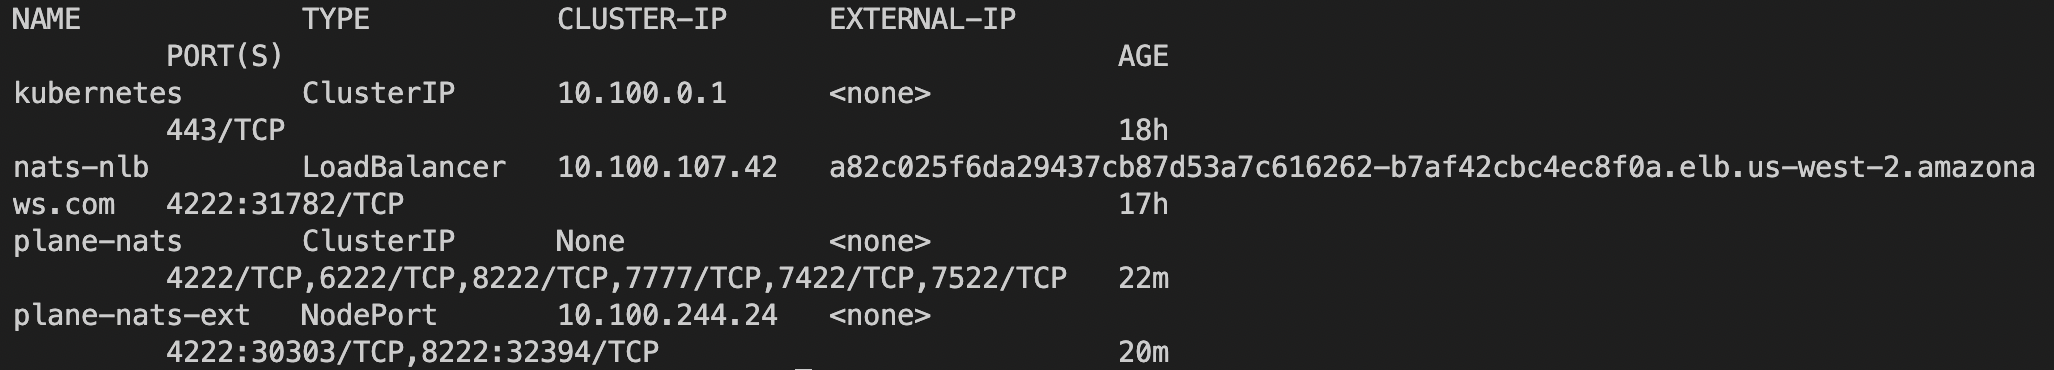 NAME TYPE CLUSTER-IP EXTERNAL-IP
PORT(S) AGE
kubernetes ClusterIP 10.100.0.1 <none>
443/TCP 18h
nats-nlb LoadBalancer 10.100.107.42 a82c025f6da29437cb87d53a7c616262-b7af42cbc4ec8f0a.elb.us-west-2.amazona
ws.com 4222:31782/TCP 17h
plane-nats ClusterIP None <none>
4222/TCP,6222/TCP,8222/TCP,7777/TCP,7422/TCP,7522/TCP 22m
plane-nats-ext NodePort 10.100.244.24 <none>
4222:30303/TCP,8222:32394/TCP 20m